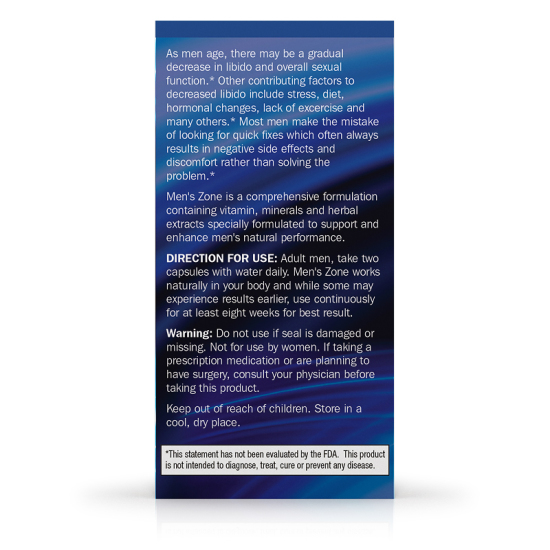 As men age, there may be a gradual
decrease in libido and overall sexual
function.* Other contributing factors to
decreased libido include stress, diet,
hormonal changes, lack of excercise and
many others.* Most men make the mistake
of looking for quick fixes which often always
results in negative side effects and
discomfort rather than solving the
problem.*
Men's Zone is a comprehensive formulation
containing vitamin, minerals and herbal
extracts specially formulated to support and
enhance men's natural performance.
DIRECTION FOR USE: Adult men, take two
capsules with water daily. Men's Zone works
naturally in your body and while some may
experience results earlier, use continuously
for at least eight weeks for best result.
Warning: Do not use if seal is damaged or
missing. Not for use by women. If taking a
prescription medication or are planning to
have surgery, consult your physician before
taking this product.
Keep out of reach of children. Store in a
cool, dry place.
*This statement has not been evaluated by the FDA. This product
is not intended to diagnose, treat, cure or prevent any disease.